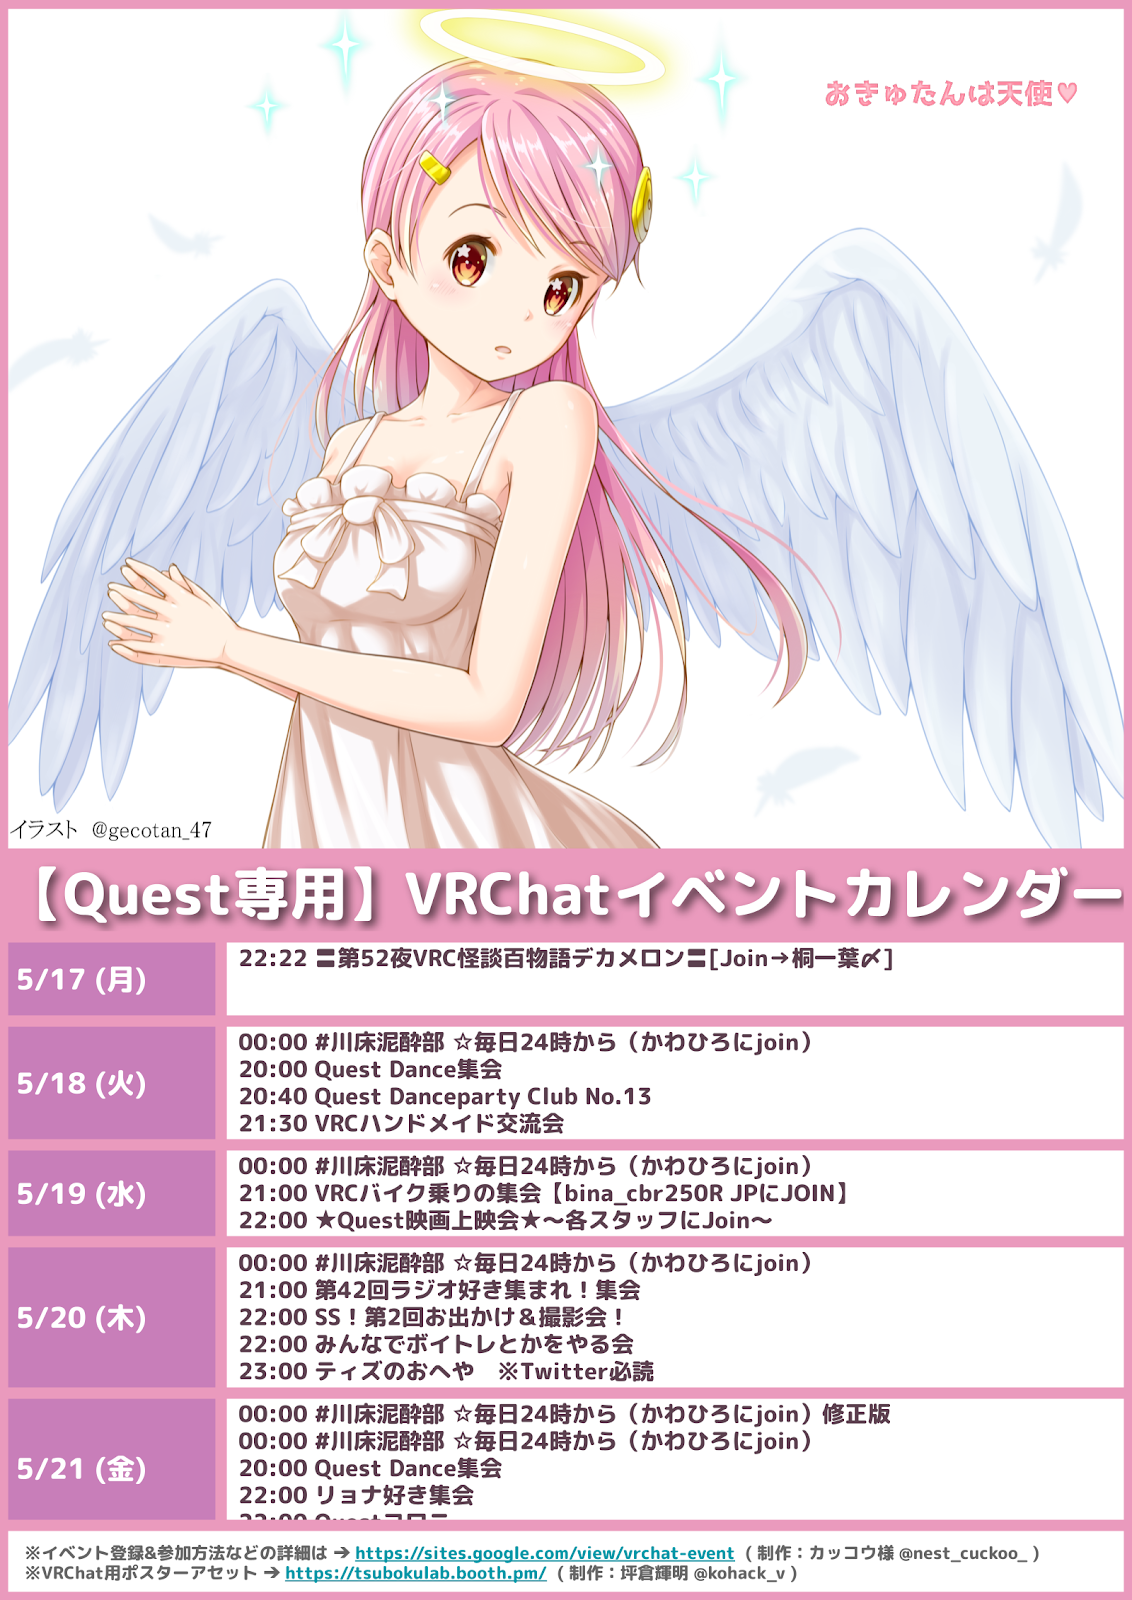 おきゅたんは天使♥
イラスト @gecotan_47
【Quest専用】VRChatイベントカレンダー
5/17 (月)
22:22 〓第52夜VRC怪談百物語デカメロン〓[Join→桐一葉〆]
5/18 (火)
00:00 #川床泥酔部 ☆毎日24時から（かわひろにjoin）
20:00 Quest Dance集会
20:40 Quest Danceparty Club No.13
21:30 VRCハンドメイド交流会
5/19 (水)
00:00 #川床泥酔部 ☆毎日24時から（かわひろにjoin）
21:00 VRCバイク乗りの集会【bina_cbr250R JPにJOIN】
22:00 ★Quest映画上映会★～各スタッフにJoin～
5/20 (木)
00:00 #川床泥酔部 ☆毎日24時から（かわひろにjoin）
21:00 第42回ラジオ好き集まれ！集会
22:00 SS！第2回お出かけ＆撮影会！
22:00 みんなでボイトレとかをやる会
23:00 ティズのおへや　※Twitter必読
5/21 (金)
00:00 #川床泥酔部 ☆毎日24時から（かわひろにjoin）修正版
00:00 #川床泥酔部 ☆毎日24時から（かわひろにjoin）
20:00 Quest Dance集会
22:00 リョナ好き集会
※イベント登録&参加方法などの詳細は ➔ https://sites.google.com/view/vrchat-event ( 制作：カッコウ様 @nest_cuckoo_ )
※VRChat用ポスターアセット ➔ https://tsubokulab.booth.pm/ ( 制作：坪倉輝明 @kohack_v )